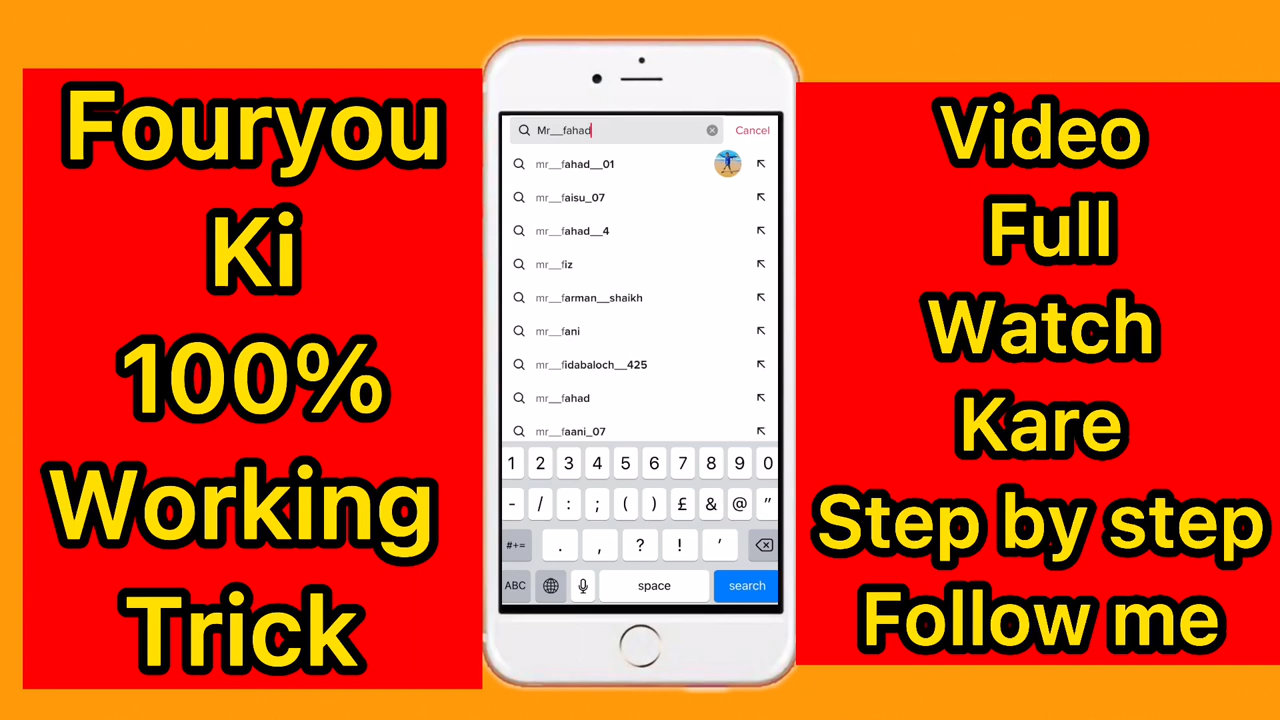 Fouryou
Ki
100%
Working
Trick
Mr__fahad
Cancel
mr__fahad__01
mr__faisu_07
mr__fahad__4
mr__fiz
mr__farman__shaikh
mr__fani
mr__fidabaloch__425
mr__fahad
mr__faani_07
1 2 3 4 5 6 7 8 9 0
- / : ; ( ) £ & @ "
#+= . , ? ! ' 
ABC space search
Video
Full
Watch
Kare
Step by step
Follow me